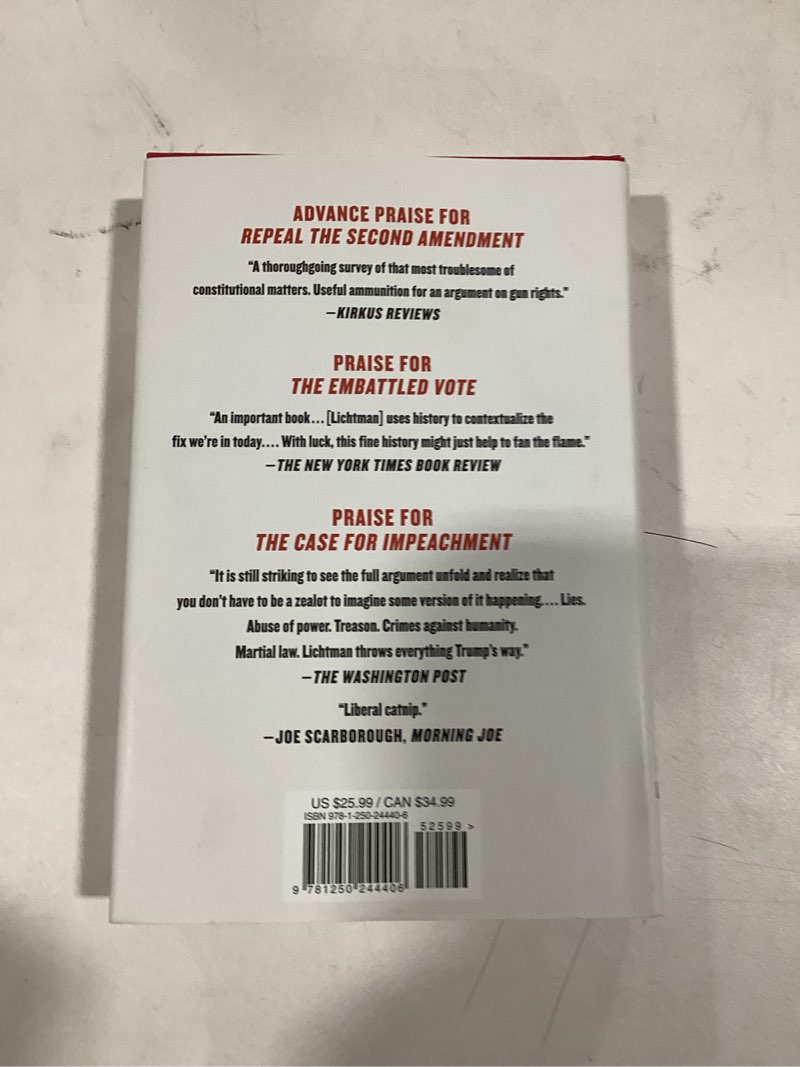 ADVANCE PRAISE FOR
REPEAL THE SECOND AMENDMENT
"A thoroughgoing survey of that most troublesome of
constitutional matters. Useful ammunition for an argument on gun rights."
—KIRKUS REVIEWS
PRAISE FOR
THE EMBATTLED VOTE
"An important book... [Lichtman] uses history to contextualize the
fix we're in today.... With luck, this fine history might just help to fan the flame."
—THE NEW YORK TIMES BOOK REVIEW
PRAISE FOR
THE CASE FOR IMPEACHMENT
"It is still striking to see the full argument unfold and realize that
you don't have to be a zealot to imagine some version of it happening.... Lies.
Abuse of power. Treason. Crimes against humanity.
Martial law. Lichtman throws everything Trump's way."
—THE WASHINGTON POST
"Liberal catnip."
—JOE SCARBOROUGH, MORNING JOE
US $25.99 / CAN $34.99
ISBN 978-1-250-24440-6
52599 >
9 781250 244406